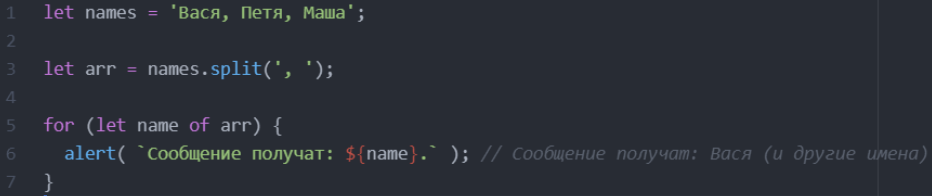 1 let names = 'Вася, Петя, Маша';
2
3 let arr = names.split(', ');
4
5 for (let name of arr) {
6   alert( `Сообщение получат: ${name}.` ); // Сообщение получат: Вася (и другие имена)
7 }